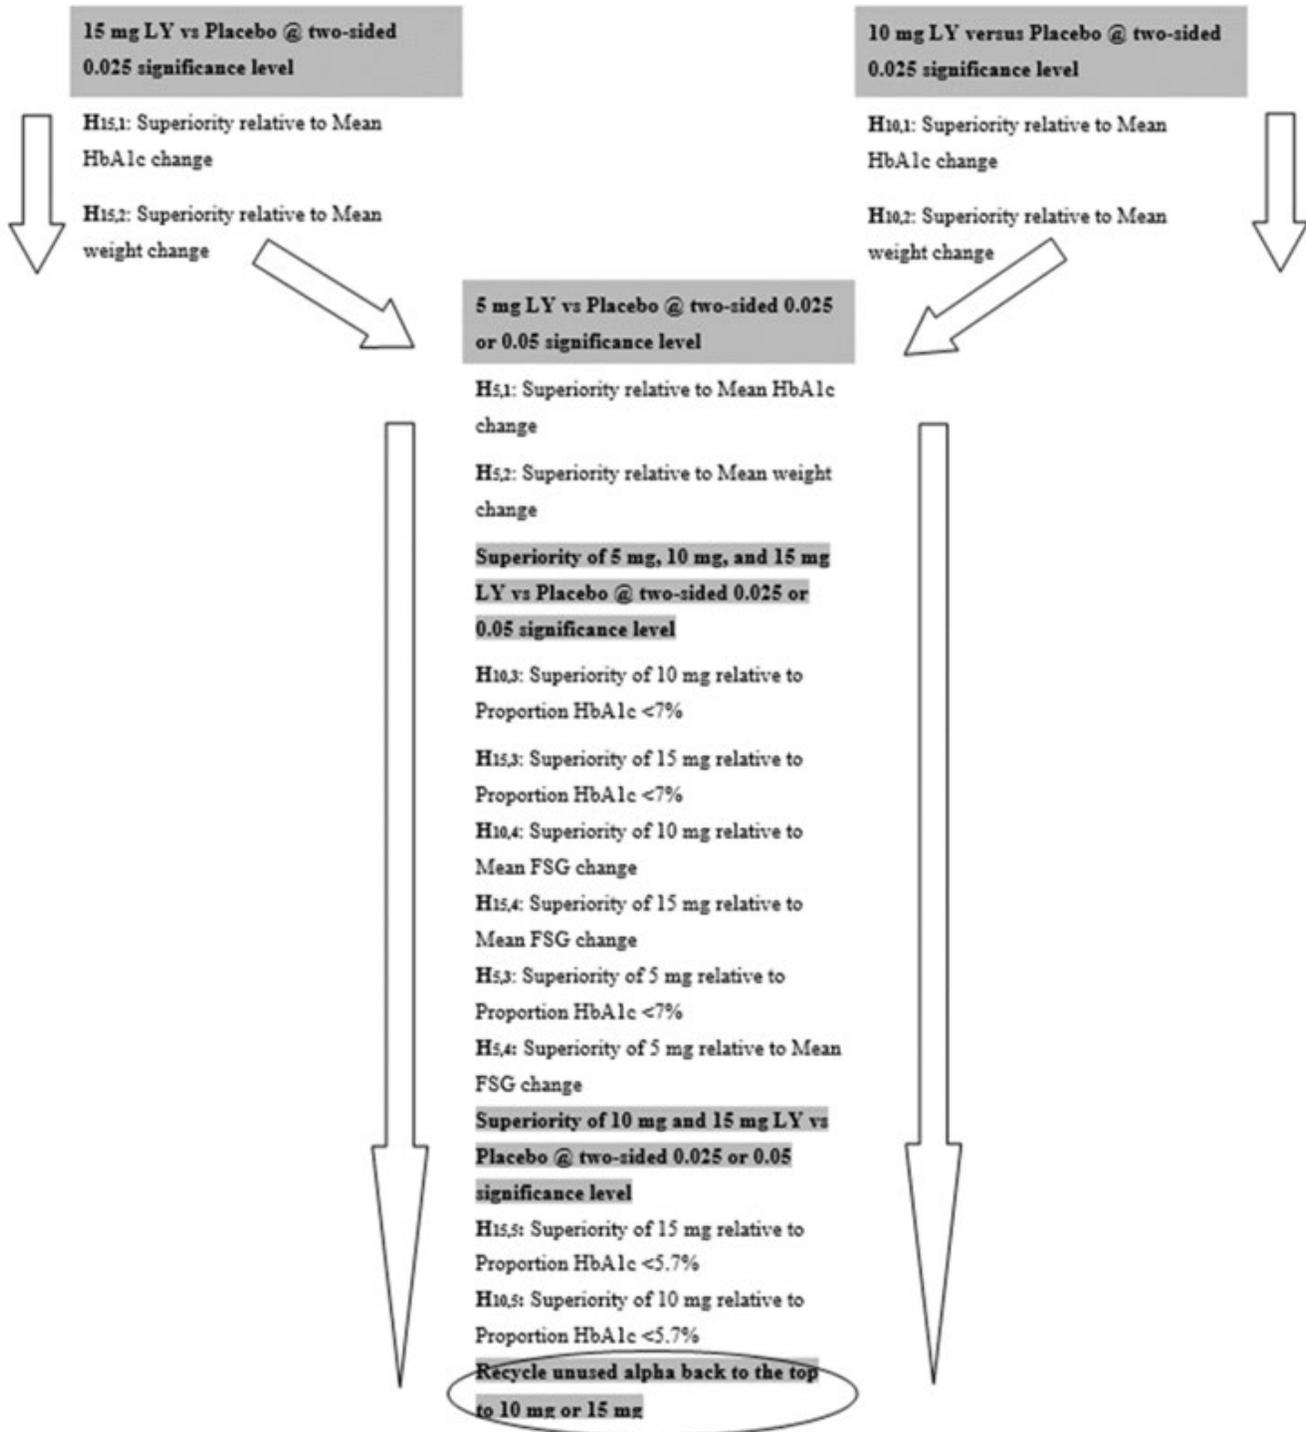 15 mg LY vs Placebo @ two-sided
0.025 significance level
H15,1: Superiority relative to Mean
HbA1c change
H15,2: Superiority relative to Mean
weight change
10 mg LY versus Placebo @ two-sided
0.025 significance level
H10,1: Superiority relative to Mean
HbA1c change
H10,2: Superiority relative to Mean
weight change
5 mg LY vs Placebo @ two-sided 0.025
or 0.05 significance level
H5,1: Superiority relative to Mean HbA1c
change
H5,2: Superiority relative to Mean weight
change
Superiority of 5 mg, 10 mg, and 15 mg
LY vs Placebo @ two-sided 0.025 or
0.05 significance level
H10,3: Superiority of 10 mg relative to
Proportion HbA1c <7%
H15,3: Superiority of 15 mg relative to
Proportion HbA1c <7%
H10,4: Superiority of 10 mg relative to
Mean FSG change
H15,4: Superiority of 15 mg relative to
Mean FSG change
H5,3: Superiority of 5 mg relative to
Proportion HbA1c <7%
H5,4: Superiority of 5 mg relative to Mean
FSG change
Superiority of 10 mg and 15 mg LY vs
Placebo @ two-sided 0.025 or 0.05
significance level
H15,5: Superiority of 15 mg relative to
Proportion HbA1c <5.7%
H10,5: Superiority of 10 mg relative to
Proportion HbA1c <5.7%
Recycle unused alpha back to the top
to 10 mg or 15 mg